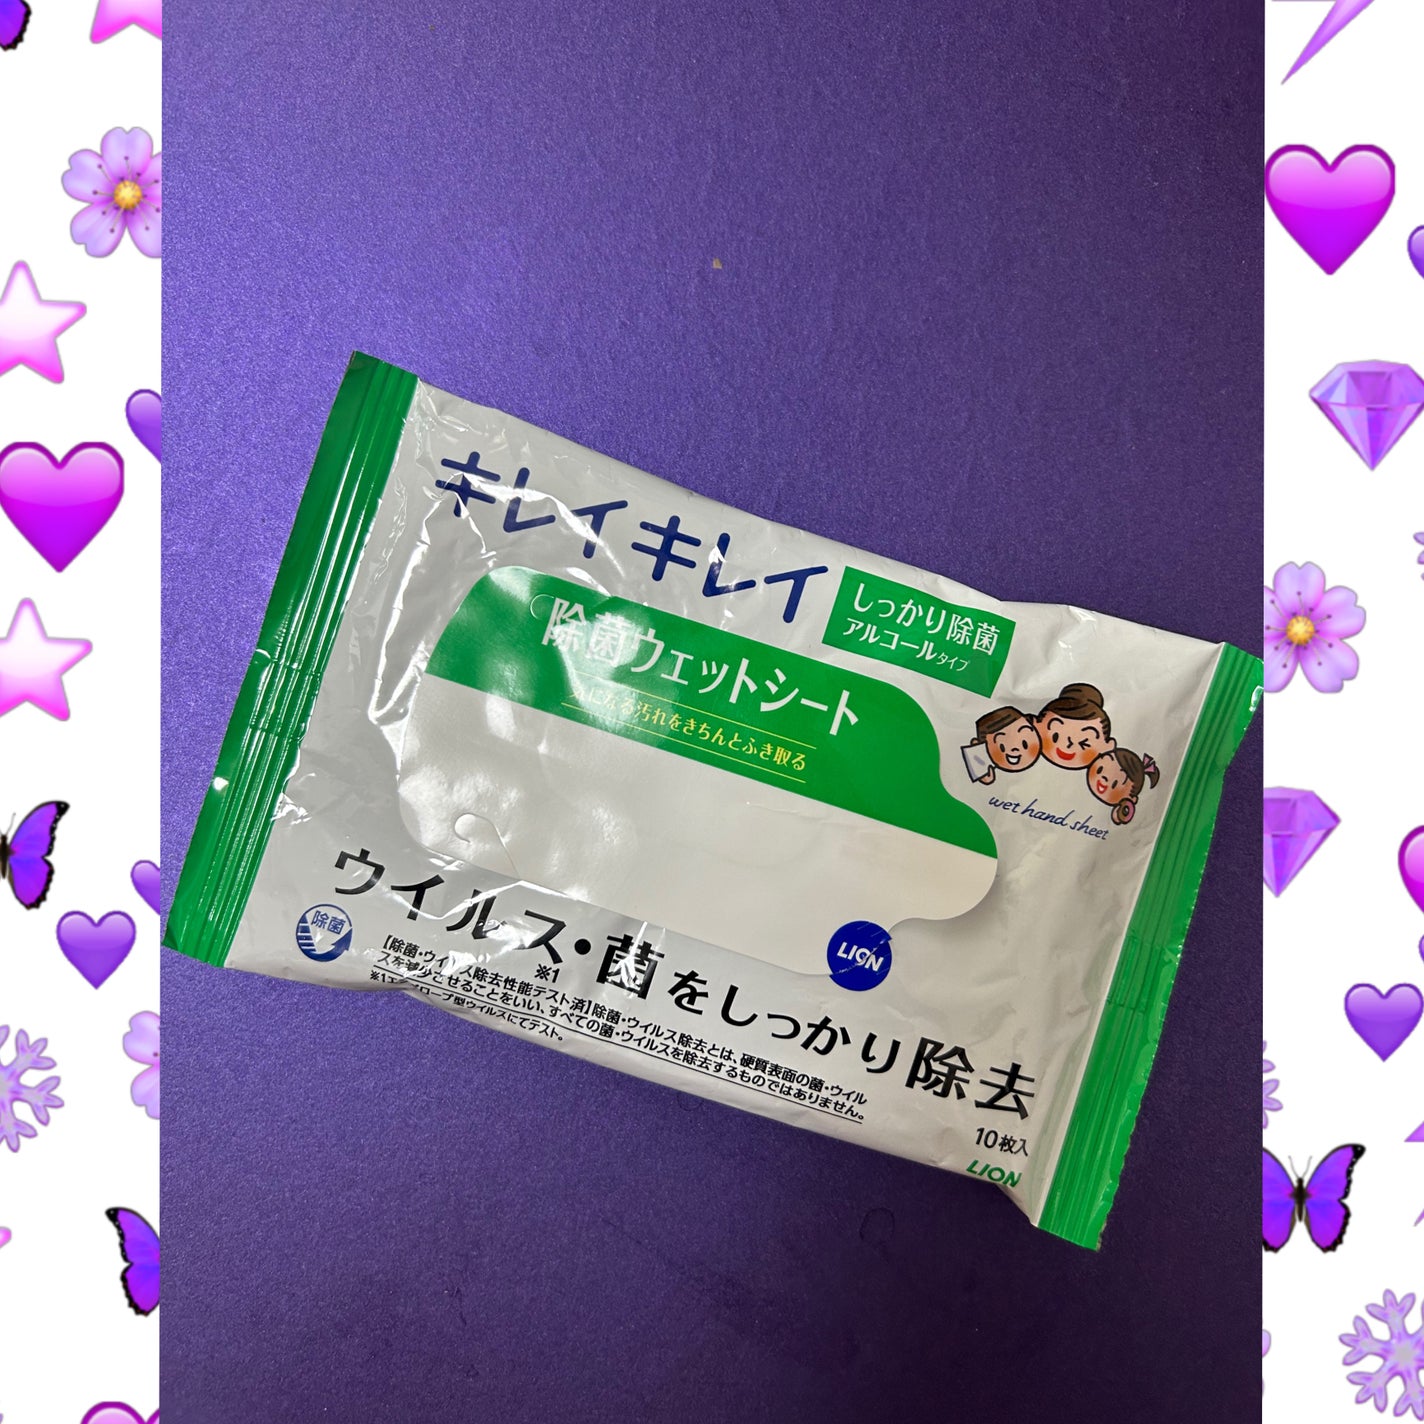 キレイキレイ
しっかり除菌
アルコールタイプ
除菌ウェットシート
気になる汚れをきちんとふき取る
wet hand sheet
LION
ウイルス・菌をしっかり除去
※1
除菌
【除菌・ウイルス除去性能テスト済】除菌・ウイルス除去とは、硬質表面の菌・ウイル
スを減少させることをいい、すべての菌・ウイルスを除去するものではありません。
※1エンベロープ型ウイルスにてテスト。
10枚入
LION